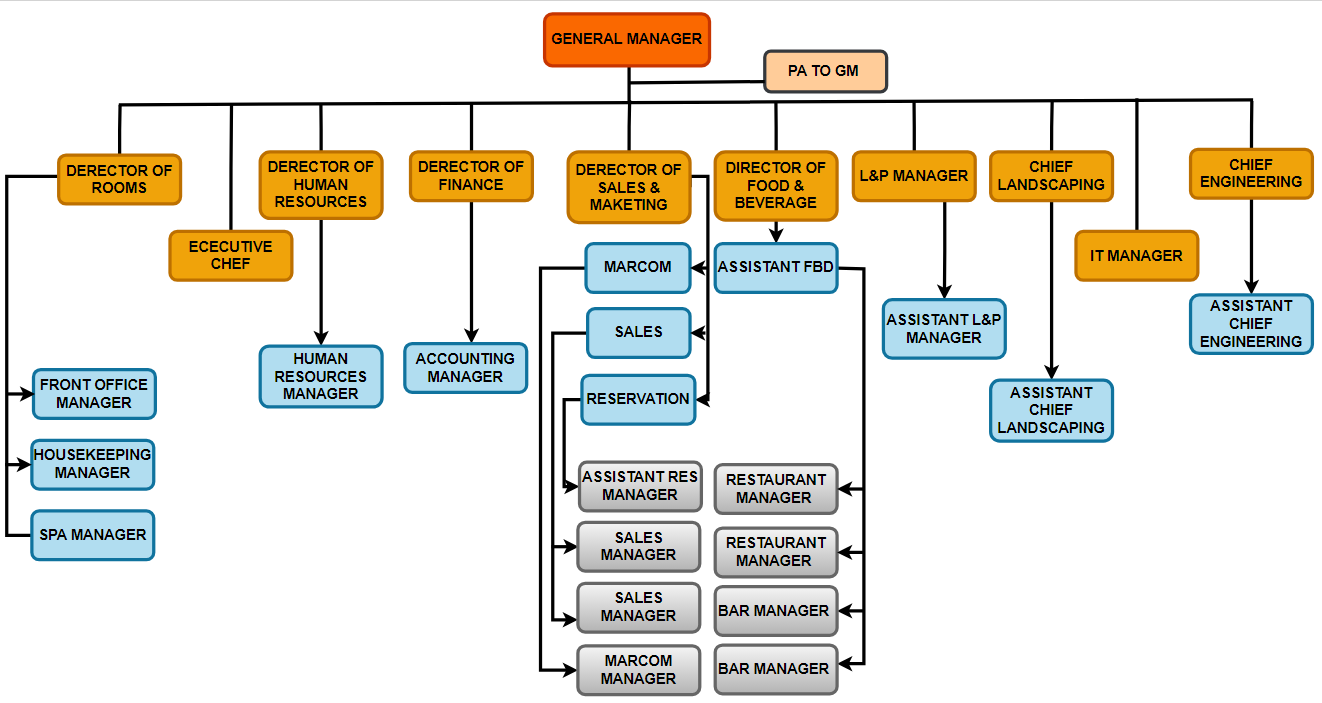 GENERAL MANAGER
PA TO GM
DERECTOR OF
ROOMS
ECECUTIVE
CHEF
DERECTOR OF
HUMAN
RESOURCES
DERECTOR OF
FINANCE
DERECTOR OF
SALES &
MAKETING
DIRECTOR OF
FOOD &
BEVERAGE
L&P MANAGER
CHIEF
LANDSCAPING
IT MANAGER
CHIEF
ENGINEERING
MARCOM
ASSISTANT FBD
SALES
RESERVATION
ASSISTANT L&P
MANAGER
ASSISTANT
CHIEF
ENGINEERING
HUMAN
RESOURCES
MANAGER
ACCOUNTING
MANAGER
ASSISTANT
CHIEF
LANDSCAPING
FRONT OFFICE
MANAGER
HOUSEKEEPING
MANAGER
SPA MANAGER
ASSISTANT RES
MANAGER
RESTAURANT
MANAGER
SALES
MANAGER
RESTAURANT
MANAGER
SALES
MANAGER
BAR MANAGER
MARCOM
MANAGER
BAR MANAGER